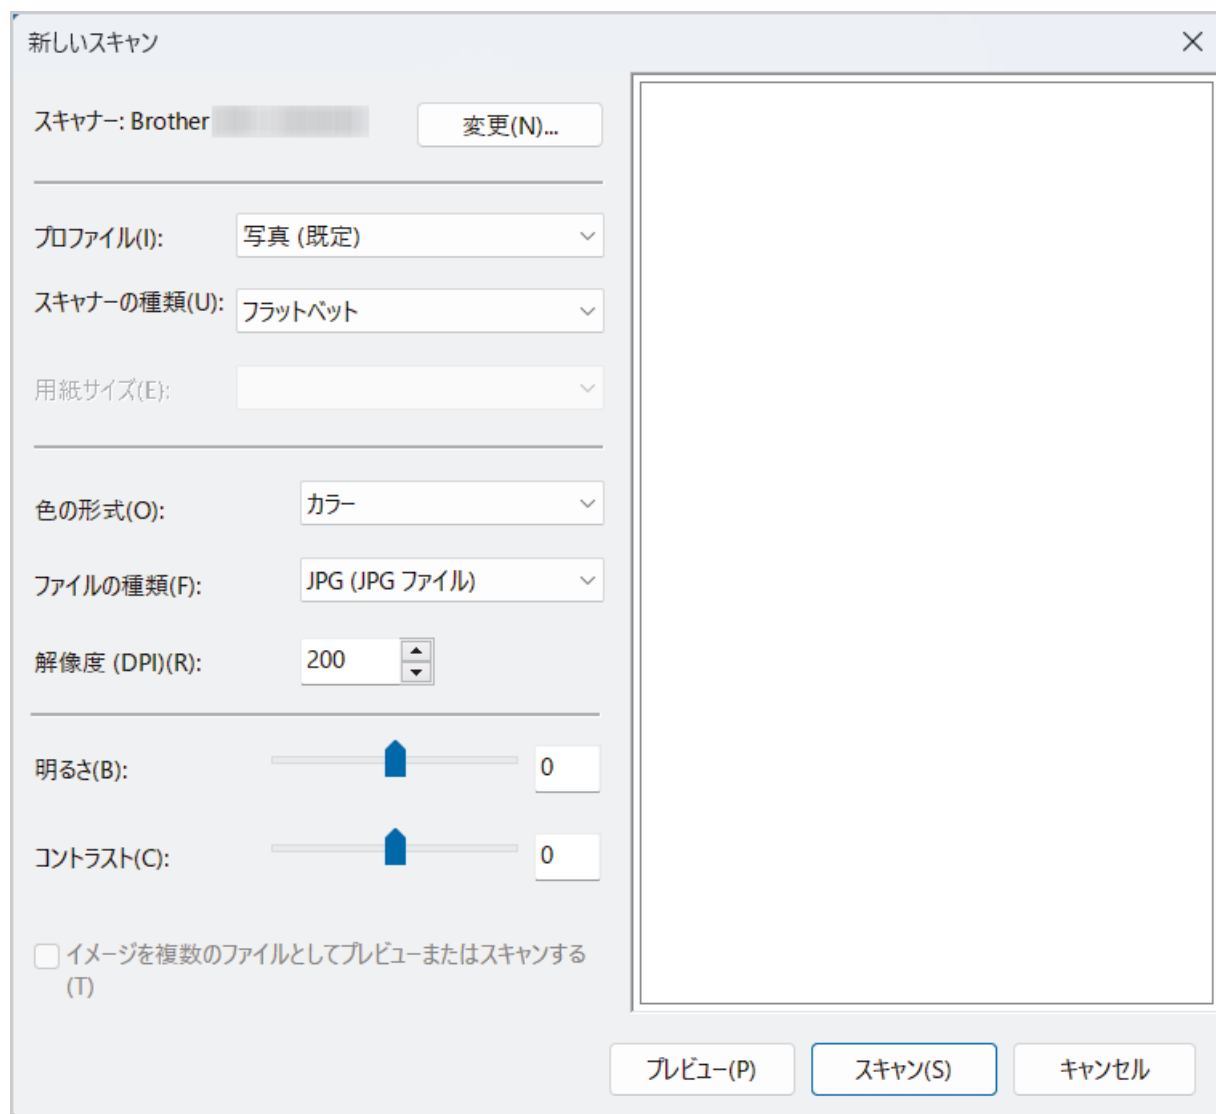 新しいスキャン
スキャナー: Brother
変更(N)...
プロファイル(I):
写真 (既定)
スキャナーの種類(U):
フラットベット
用紙サイズ(E):
色の形式(O):
カラー
ファイルの種類(F):
JPG (JPG ファイル)
解像度 (DPI)(R):
200
明るさ(B):
0
コントラスト(C):
0
イメージを複数のファイルとしてプレビューまたはスキャンする
(T)
プレビュー(P)
スキャン(S)
キャンセル